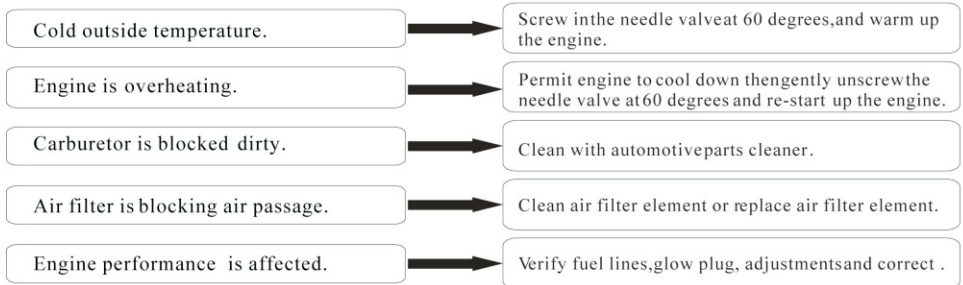 Cold outside temperature.
Screw inthe needle valveat 60 degrees,and warm up
the engine.
Engine is overheating.
Permit engine to cool down thengently unscrewthe
needle valve at60 degrees and re-start up the engine.
Carburetor is blocked dirty.
Clean with automotiveparts cleaner.
Air filter is blocking air passage.
Clean air filter element or replace air filter element.
Engine performance is affected.
Verify fuel lines,glow plug, adjustmentsand correct .